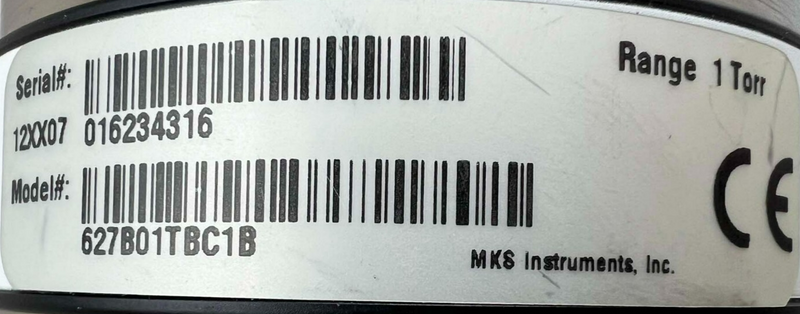 Serial#:
Range 1 Torr
12XX07 016234316
Model#:
627B01TBC1B
CE
MKS Instruments, Inc.